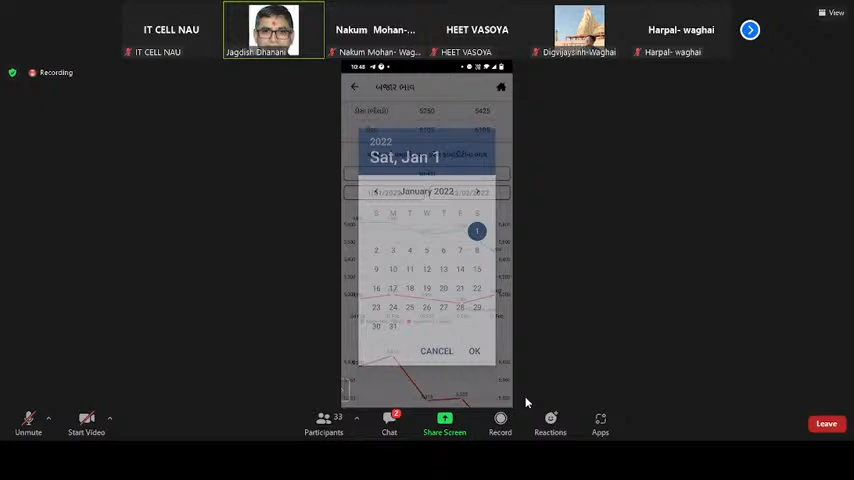 View
IT CELL NAU
Nakum Mohan-...
HEET VASOYA
Harpal- waghai
IT CELL NAU
Jagdish Dhanani
Nakum Mohan- Wag...
HEET VASOYA
Digvijaysinh-Waghai
Harpal- waghai
Recording
10:48
બજાર ભાવ
5250
5425
2022
Sat, Jan 1
January 2022
S M T W T F S
1
2 3 4 5 6 7 8
9 10 11 12 13 14 15
16 17 18 19 20 21 22
23 24 25 26 27 28 29
30 31
CANCEL OK
33
2
Unmute
Start Video
Participants
Chat
Share Screen
Record
Reactions
Apps
Leave